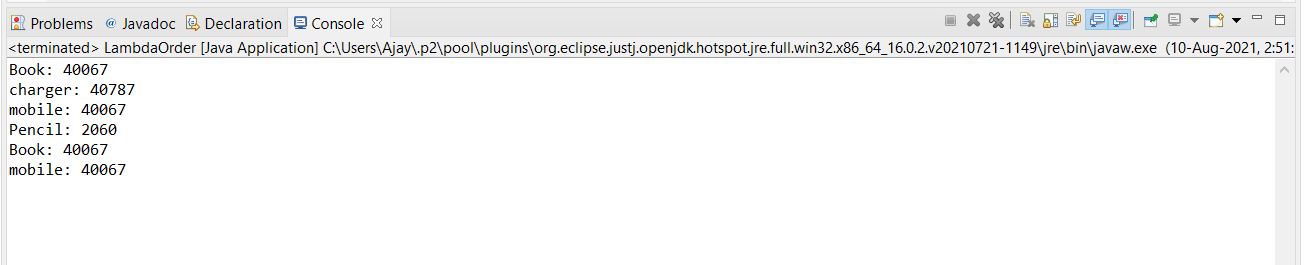 Problems @ Javadoc Declaration Console
<terminated> LambdaOrder [Java Application] C:\Users\Ajay\.p2\pool\plugins\org.eclipse.justj.openjdk.hotspot.jre.full.win32.x86_64_16.0.2.v20210721-1149\jre\bin\javaw.exe (10-Aug-2021, 2:51:
Book: 40067
charger: 40787
mobile: 40067
Pencil: 2060
Book: 40067
mobile: 40067